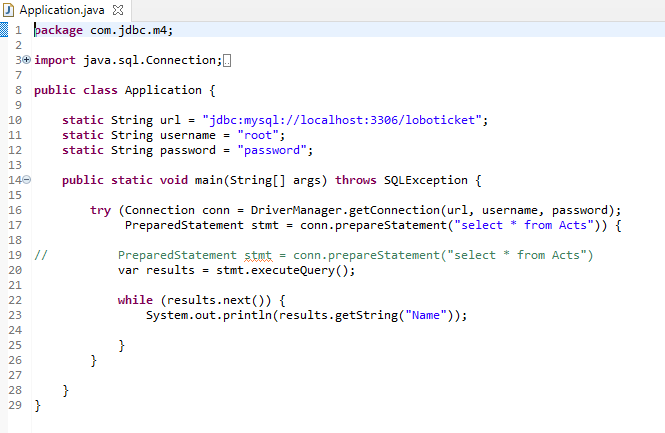 Application.java
1 package com.jdbc.m4;
2
3 import java.sql.Connection;
7
8 public class Application {
9
10     static String url = "jdbc:mysql://localhost:3306/loboticket";
11     static String username = "root";
12     static String password = "password";
13
14     public static void main(String[] args) throws SQLException {
15
16         try (Connection conn = DriverManager.getConnection(url, username, password);
17              PreparedStatement stmt = conn.prepareStatement("select * from Acts")) {
18
19 //          PreparedStatement stmt = conn.prepareStatement("select * from Acts")
20             var results = stmt.executeQuery();
21
22             while (results.next()) {
23                 System.out.println(results.getString("Name"));
24
25             }
26         }
27
28     }
29 }